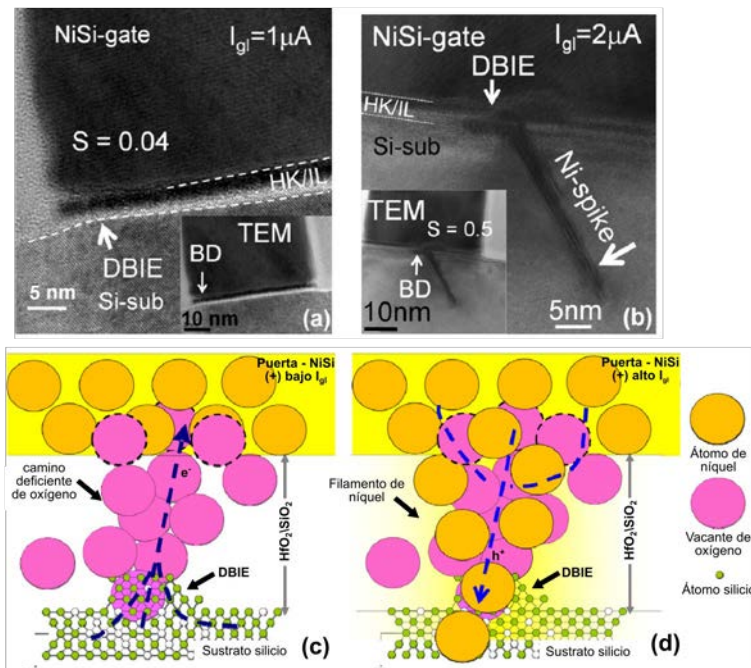 NiSi-gate
I_gl=1μA
S = 0.04
HK/IL
DBIE
Si-sub
5 nm
TEM
BD
10 nm
(a)
NiSi-gate
I_gl=2μA
DBIE
HK/IL
Si-sub
Ni-spike
TEM
S = 0.5
BD
10nm
5nm
(b)
Puerta - NiSi
(+) bajo I_gl
camino
deficiente
de oxígeno
e-
HfO2\SiO2
DBIE
Sustrato silicio
(c)
Puerta - NiSi
(+) alto I_gl
Filamento
de níquel
h+
HfO2\SiO2
DBIE
Sustrato silicio
(d)
Átomo de
níquel
Vacante de
oxígeno
Átomo silicio